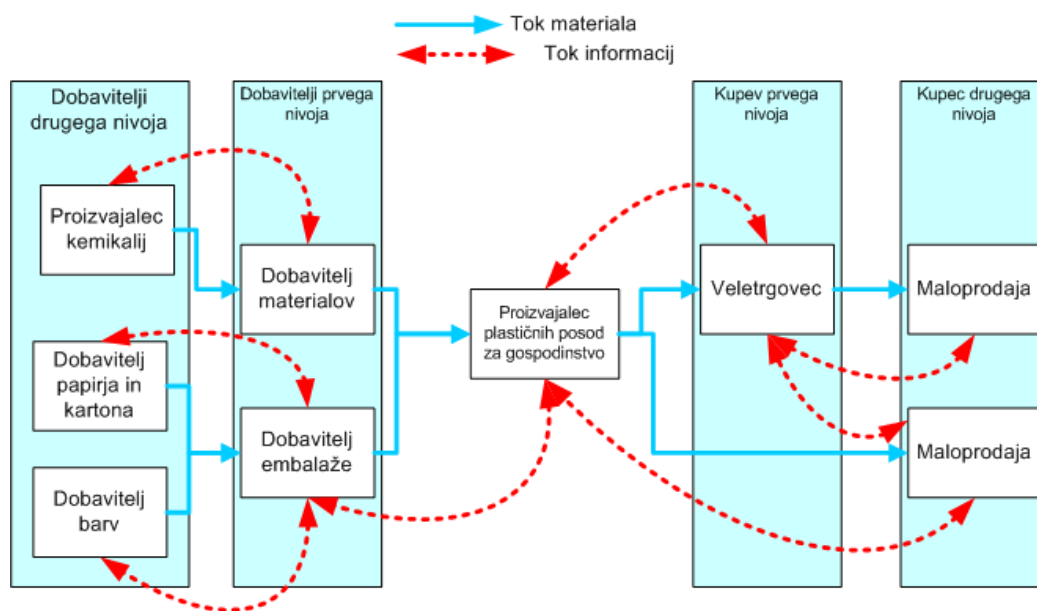 Tok materiala
Tok informacij
Dobavitelji
drugega nivoja
Dobavitelji prvega
nivoja
Kupev prvega
nivoja
Kupec drugega
nivoja
Proizvajalec
kemikalij
Dobavitelj
materialov
Proizvajalec
plastičnih posod
za gospodinstvo
Veletrgovec
Maloprodaja
Dobavitelj
papirja in
kartona
Dobavitelj
embalaže
Maloprodaja
Dobavitelj
barv